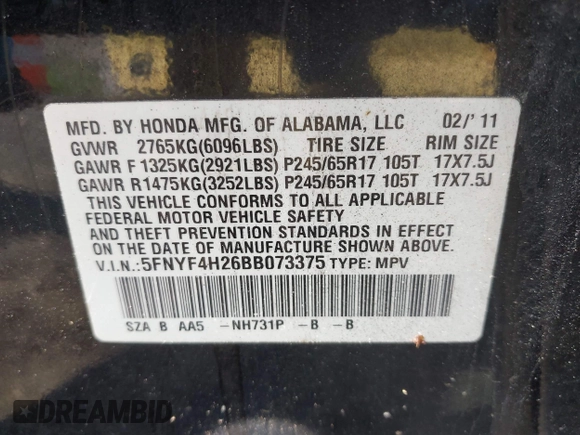 MFD. BY HONDA MFG. OF ALABAMA, LLC 02/'11
GVWR 2765KG(6096LBS) TIRE SIZE RIM SIZE
GAWR F 1325KG(2921LBS) P245/65R17 105T 17X7.5J
GAWR R1475KG(3252LBS) P245/65R17 105T 17X7.5J
THIS VEHICLE CONFORMS TO ALL APPLICABLE
FEDERAL MOTOR VEHICLE SAFETY
AND THEFT PREVENTION STANDARDS IN EFFECT
ON THE DATE OF MANUFACTURE SHOWN ABOVE.
V.I.N.:5FNYF4H26BB073375 TYPE: MPV
SZA B AA5 -NH731P -B -B
DREAMBID